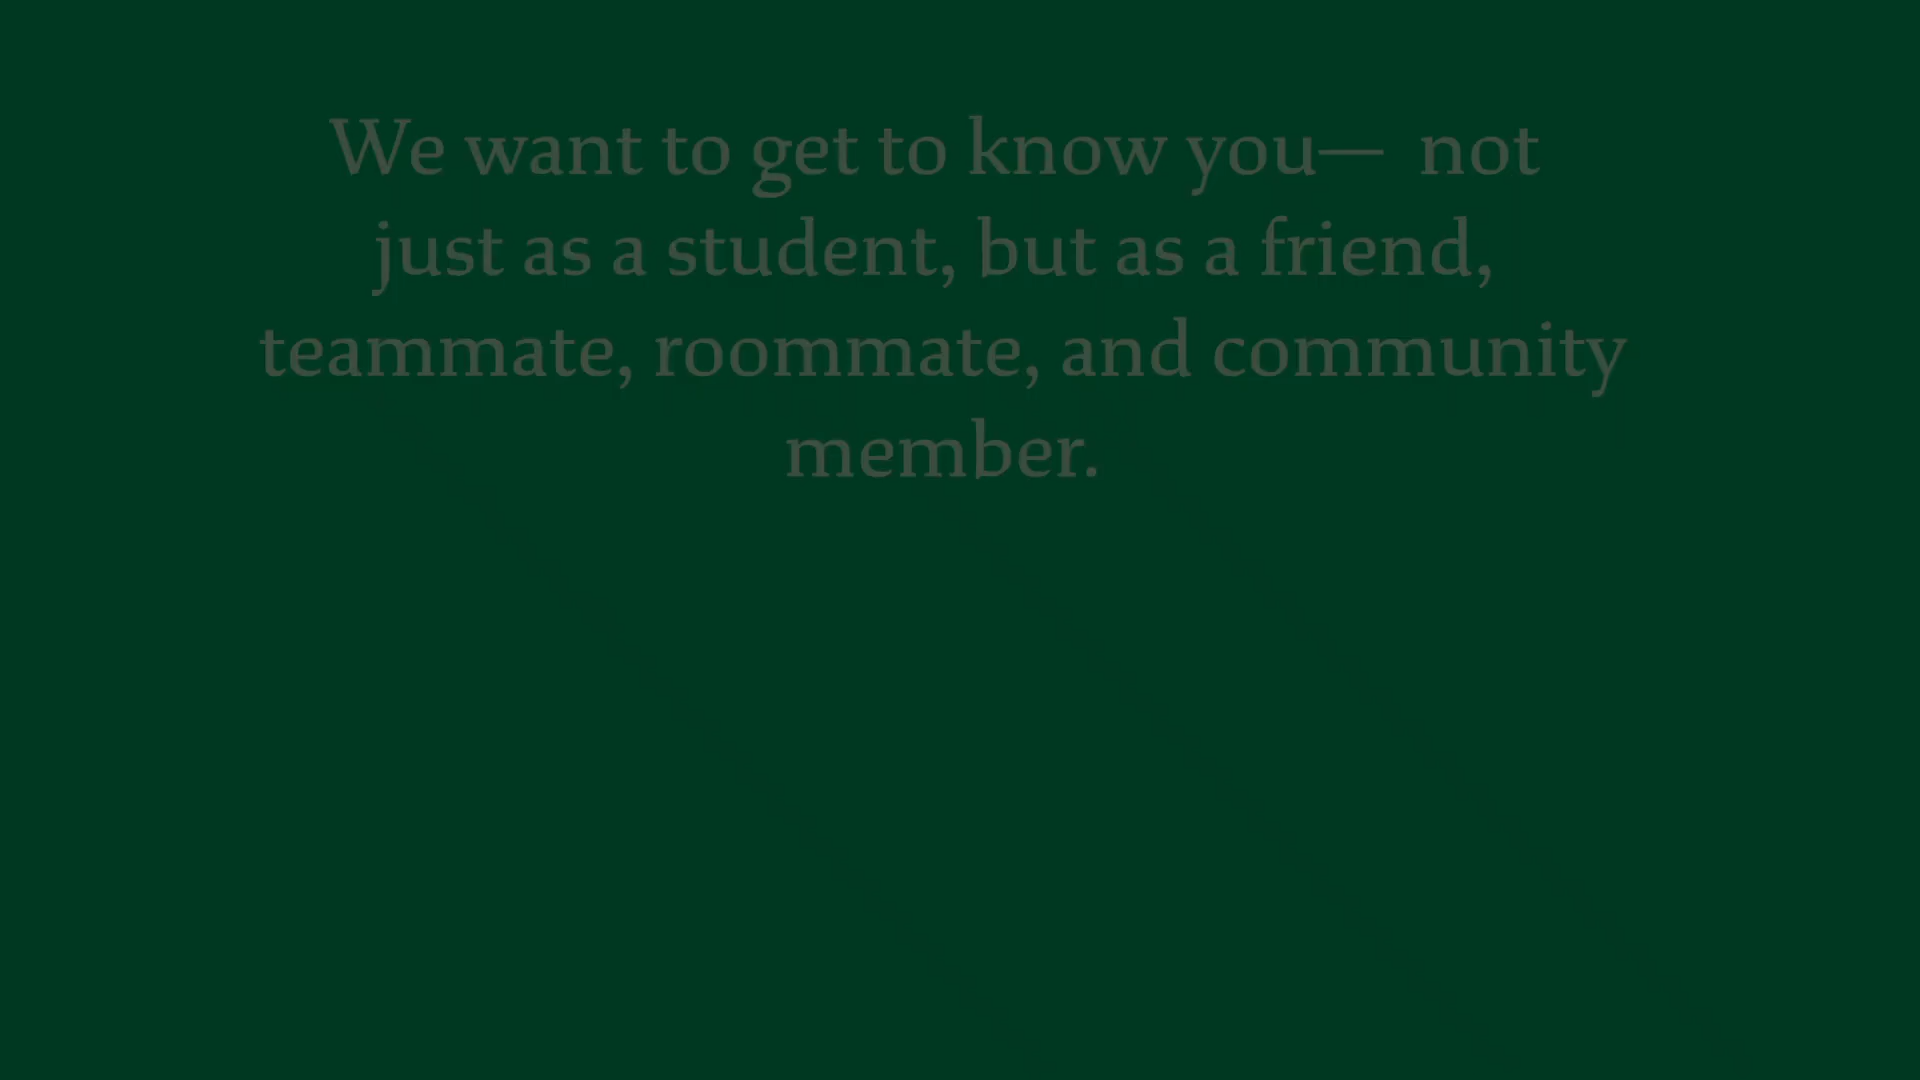 We want to get to know you— not
just as a student, but as a friend,
teammate, roommate, and community
member.